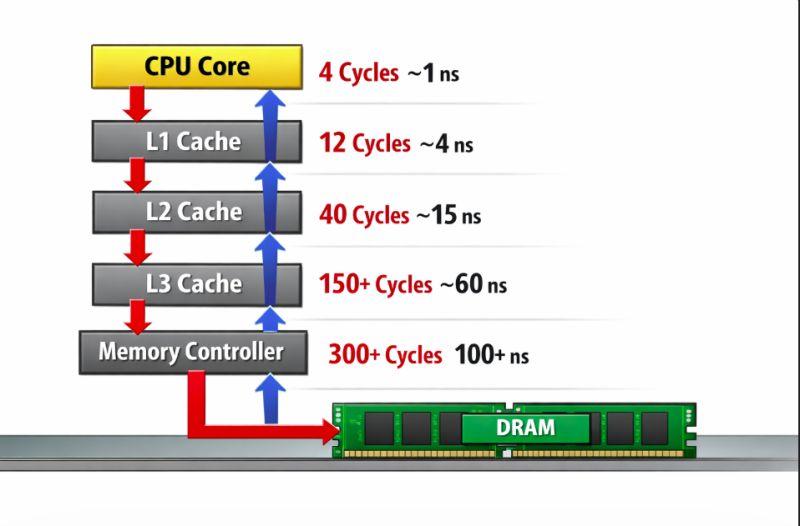 CPU Core
4 Cycles ~1 ns
L1 Cache
12 Cycles ~4 ns
L2 Cache
40 Cycles ~15 ns
L3 Cache
150+ Cycles ~60 ns
Memory Controller
300+ Cycles 100+ ns
DRAM